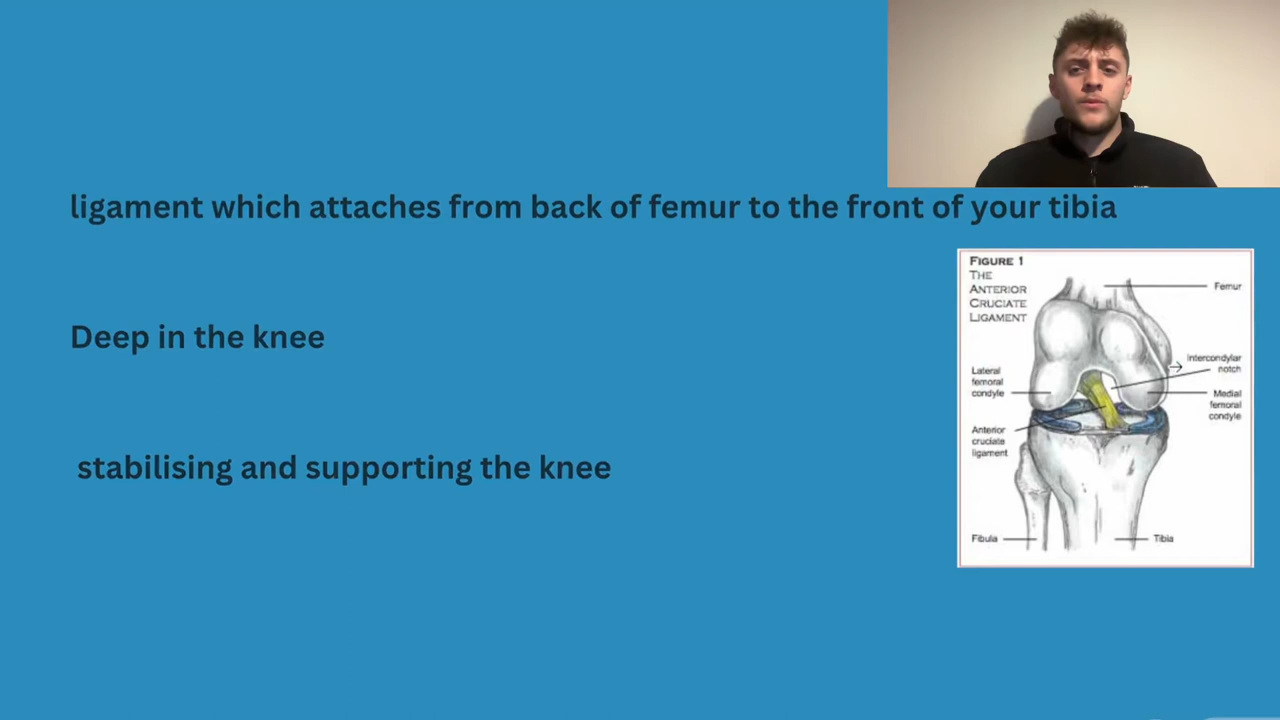 ligament which attaches from back of femur to the front of your tibia
FIGURE 1
THE
ANTERIOR
CRUCIATE
LIGAMENT
Femur
Intercondylar
notch
Lateral
femoral
condyle
Medial
femoral
condyle
Anterior
cruciate
ligament
Fibula
Tibia
Deep in the knee
stabilising and supporting the knee